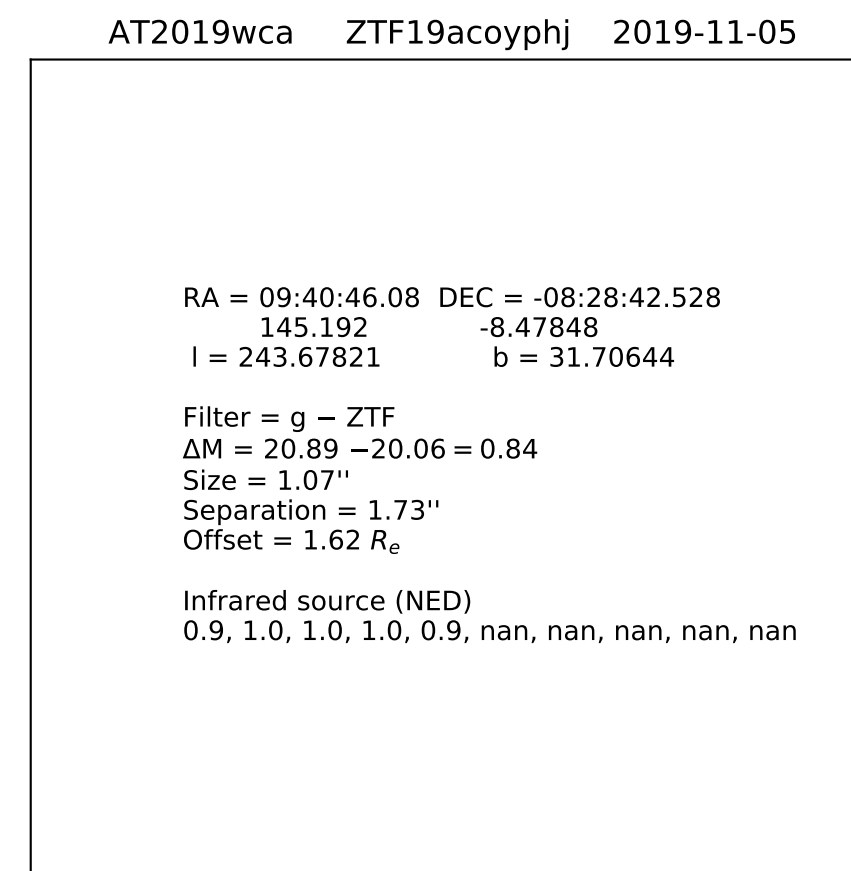 AT2019wca ZTF19acoyphj 2019-11-05
RA = 09:40:46.08 DEC = -08:28:42.528
145.192 -8.47848
l = 243.67821 b = 31.70644
Filter = g − ZTF
ΔM = 20.89 −20.06 = 0.84
Size = 1.07''
Separation = 1.73''
Offset = 1.62 Re
Infrared source (NED)
0.9, 1.0, 1.0, 1.0, 0.9, nan, nan, nan, nan, nan